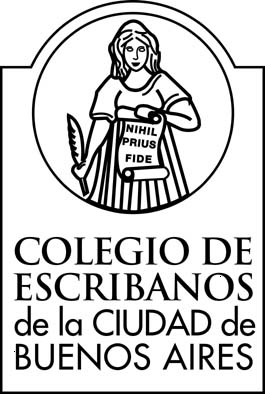 NIHIL
PRIUS
FIDE
COLEGIO DE
ESCRIBANOS
de la CIUDAD de
BUENOS AIRES